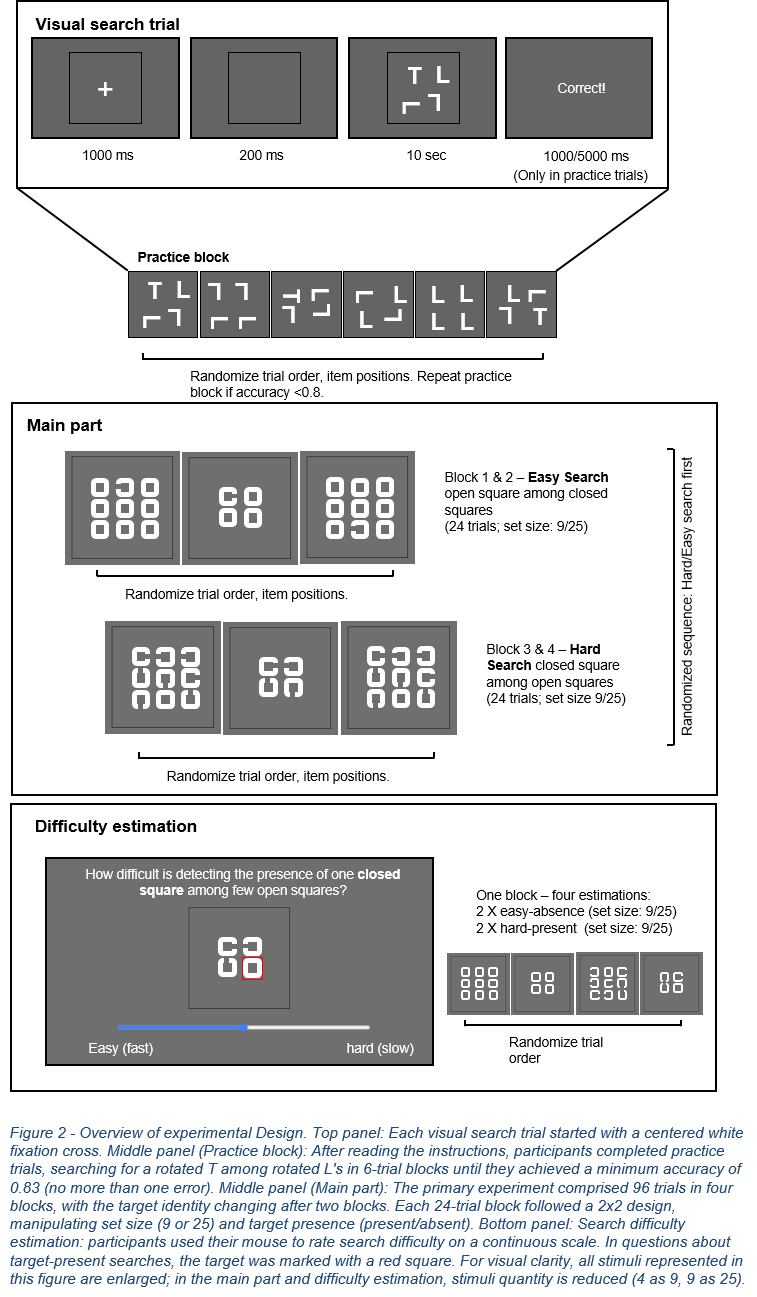 Visual search trial
Correct!
1000 ms
200 ms
10 sec
1000/5000 ms
(Only in practice trials)
Practice block
Randomize trial order, item positions. Repeat practice
block if accuracy <0.8.
Main part
Block 1 & 2 – Easy Search
open square among closed
squares
(24 trials; set size: 9/25)
Randomize trial order, item positions.
Block 3 & 4 – Hard
Search closed square
among open squares
(24 trials; set size 9/25)
Randomize trial order, item positions.
Randomized sequence: Hard/Easy search first
Difficulty estimation
How difficult is detecting the presence of one closed
square among few open squares?
Easy (fast)
hard (slow)
One block – four estimations:
2 X easy-absence (set size: 9/25)
2 X hard-present (set size: 9/25)
Randomize trial
order
Figure 2 - Overview of experimental Design. Top panel: Each visual search trial started with a centered white
fixation cross. Middle panel (Practice block): After reading the instructions, participants completed practice
trials, searching for a rotated T among rotated L's in 6-trial blocks until they achieved a minimum accuracy of
0.83 (no more than one error). Middle panel (Main part): The primary experiment comprised 96 trials in four
blocks, with the target identity changing after two blocks. Each 24-trial block followed a 2x2 design,
manipulating set size (9 or 25) and target presence (present/absent). Bottom panel: Search difficulty
estimation: participants used their mouse to rate search difficulty on a continuous scale. In questions about
target-present searches, the target was marked with a red square. For visual clarity, all stimuli represented in
this figure are enlarged; in the main part and difficulty estimation, stimuli quantity is reduced (4 as 9, 9 as 25).